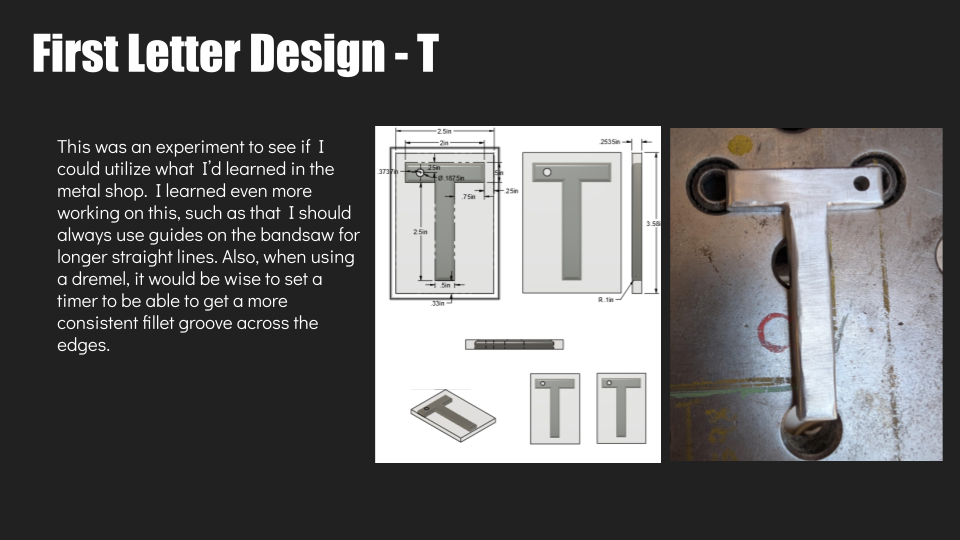 First Letter Design - T
This was an experiment to see if I
could utilize what I'd learned in the
metal shop. I learned even more
working on this, such as that I should
always use guides on the bandsaw for
longer straight lines. Also, when using
a dremel, it would be wise to set a
timer to be able to get a more
consistent fillet groove across the
edges.
2.5in
2in
.3737in
.25in
Ø.1875in
.5in
.25in
.75in
2.5in
.5in
.33in
.2535in
R.1in